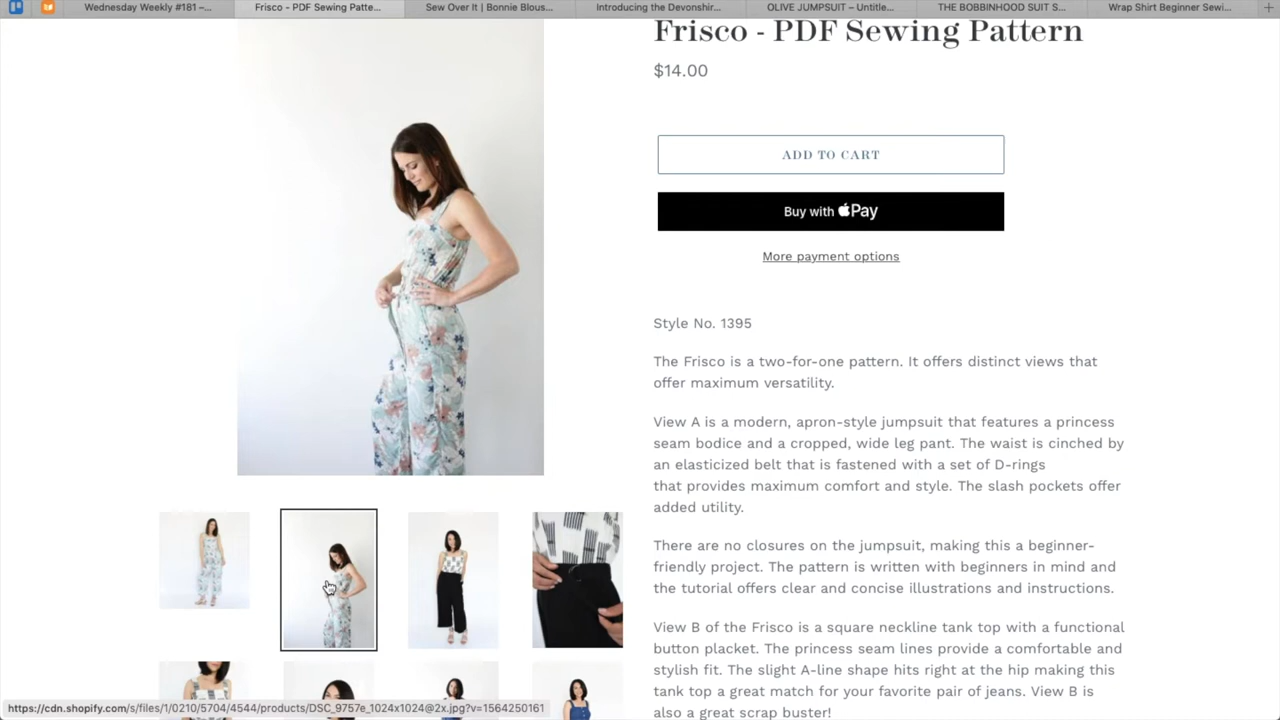 Wednesday Weekly #181 –...
Frisco - PDF Sewing Patte...
Sew Over It | Bonnie Blous...
Introducing the Devonshir...
OLIVE JUMPSUIT – Untitle...
THE BOBBINHOOD SUIT S...
Wrap Shirt Beginner Sewi...
Frisco - PDF Sewing Pattern
$14.00
ADD TO CART
Buy with Pay
More payment options
Style No. 1395
The Frisco is a two-for-one pattern. It offers distinct views that
offer maximum versatility.
View A is a modern, apron-style jumpsuit that features a princess
seam bodice and a cropped, wide leg pant. The waist is cinched by
an elasticized belt that is fastened with a set of D-rings
that provides maximum comfort and style. The slash pockets offer
added utility.
There are no closures on the jumpsuit, making this a beginner-
friendly project. The pattern is written with beginners in mind and
the tutorial offers clear and concise illustrations and instructions.
View B of the Frisco is a square neckline tank top with a functional
button placket. The princess seam lines provide a comfortable and
stylish fit. The slight A-line shape hits right at the hip making this
tank top a great match for your favorite pair of jeans. View B is
also a great scrap buster!
https://cdn.shopify.com/s/files/1/0210/5704/4544/products/DSC_9757e_1024x1024@2x.jpg?v=1564250161